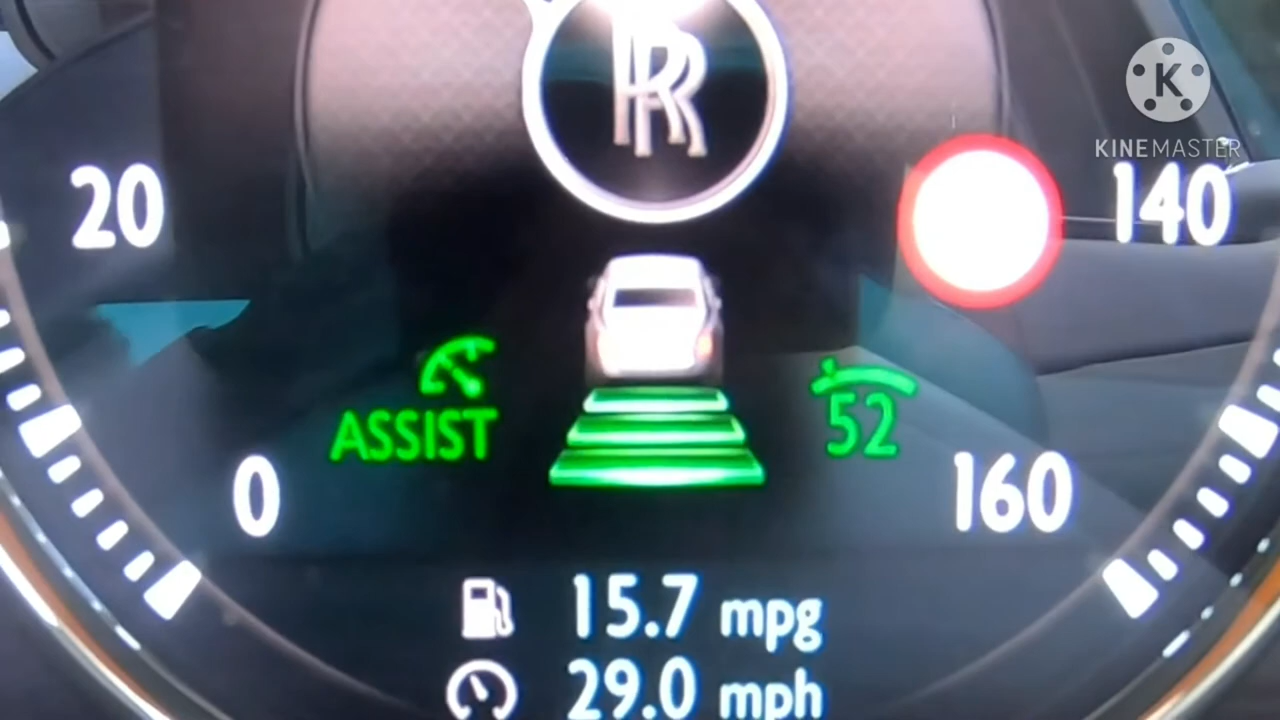 RR
KINEMASTER
20
140
ASSIST
52
0
160
15.7 mpg
29.0 mph